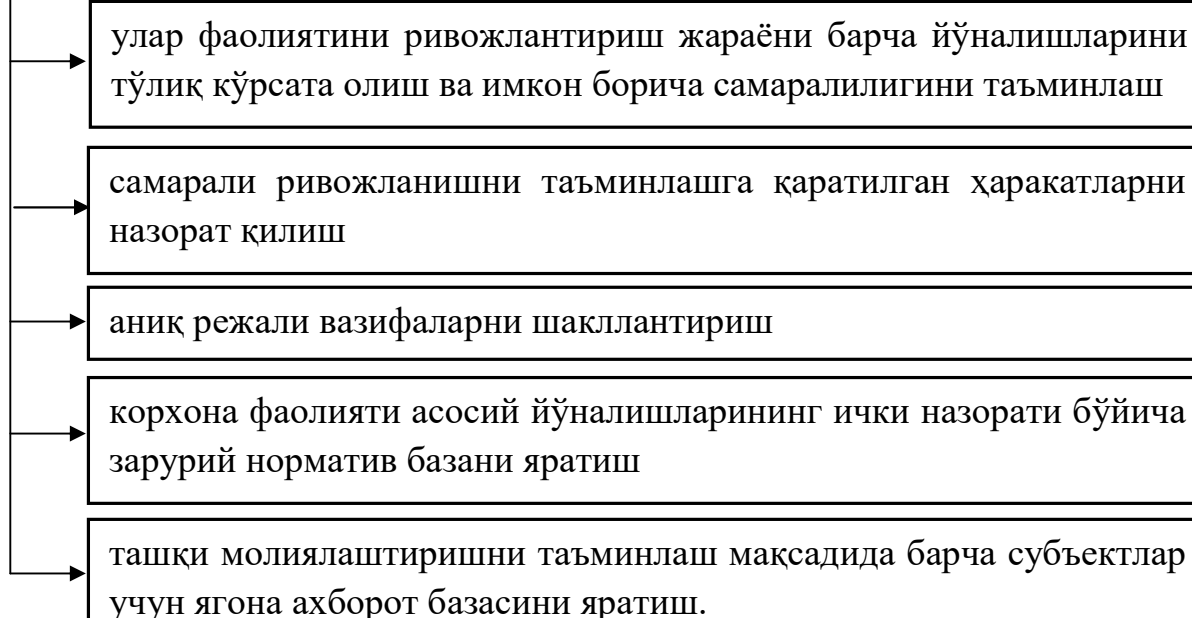 улар фаолиятини ривожлантириш жараёни барча йўналишларини
тўлиқ кўрсата олиш ва имкон борича самаралилигини таъминлаш
самарали ривожланишни таъминлашга қаратилган ҳаракатларни
назорат қилиш
аниқ режали вазифаларни шакллантириш
корхона фаолияти асосий йўналишларининг ички назорати бўйича
зарурий норматив базани яратиш
ташқи молиялаштиришни таъминлаш мақсадида барча субъектлар
учун ягона ахборот базасини яратиш.